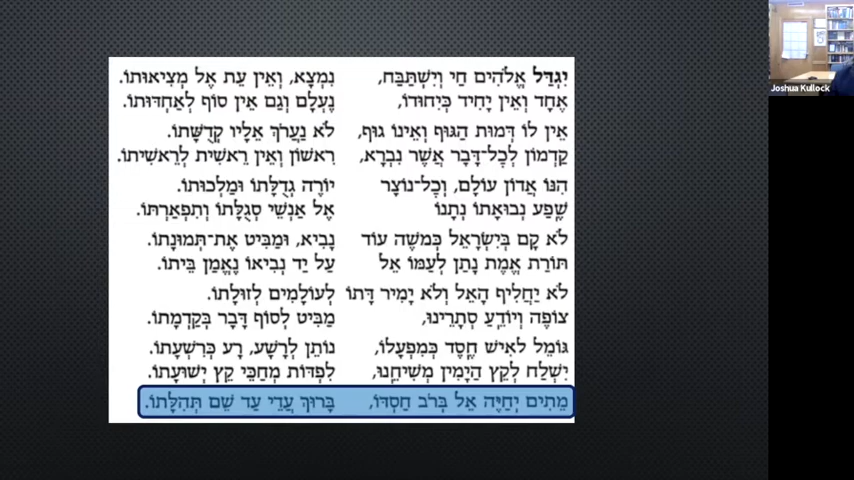 יִגְדַּל אֱלֹהִים חַי וְיִשְׁתַּבַּח, נִמְצָא, וְאֵין עֵת אֶל מְצִיאוּתוֹ.
אֶחָד וְאֵין יָחִיד כְּיִחוּדוֹ, נֶעְלָם וְגַם אֵין סוֹף לְאַחְדּוּתוֹ.
אֵין לוֹ דְּמוּת הַגּוּף וְאֵינוֹ גוּף, לֹא נַעֲרֹךְ אֵלָיו קְדֻשָּׁתוֹ.
קַדְמוֹן לְכָל־דָּבָר אֲשֶׁר נִבְרָא, רִאשׁוֹן וְאֵין רֵאשִׁית לְרֵאשִׁיתוֹ.
הִנּוֹ אֲדוֹן עוֹלָם, וְכָל־נוֹצָר יוֹרֶה גְדֻלָּתוֹ וּמַלְכוּתוֹ.
שֶׁפַע נְבוּאָתוֹ נְתָנוֹ אֶל אַנְשֵׁי סְגֻלָּתוֹ וְתִפְאַרְתּוֹ.
לֹא קָם בְּיִשְׂרָאֵל כְּמשֶׁה עוֹד נָבִיא, וּמַבִּיט אֶת־תְּמוּנָתוֹ.
תּוֹרַת אֱמֶת נָתַן לְעַמּוֹ אֵל עַל יַד נְבִיאוֹ נֶאֱמַן בֵּיתוֹ.
לֹא יַחֲלִיף הָאֵל וְלֹא יָמִיר דָּתוֹ לְעוֹלָמִים לְזוּלָתוֹ.
צוֹפֶה וְיוֹדֵעַ סְתָרֵינוּ, מַבִּיט לְסוֹף דָּבָר בְּקַדְמָתוֹ.
גּוֹמֵל לְאִישׁ חֶסֶד כְּמִפְעָלוֹ, נוֹתֵן לְרָשָׁע, רָע כְּרִשְׁעָתוֹ.
יִשְׁלַח לְקֵץ הַיָּמִין מְשִׁיחֵנוּ, לִפְדּוֹת מְחַכֵּי קֵץ יְשׁוּעָתוֹ.
מֵתִים יְחַיֶּה אֵל בְּרֹב חַסְדּוֹ, בָּרוּךְ עֲדֵי עַד שֵׁם תְּהִלָּתוֹ.
Joshua Kullock